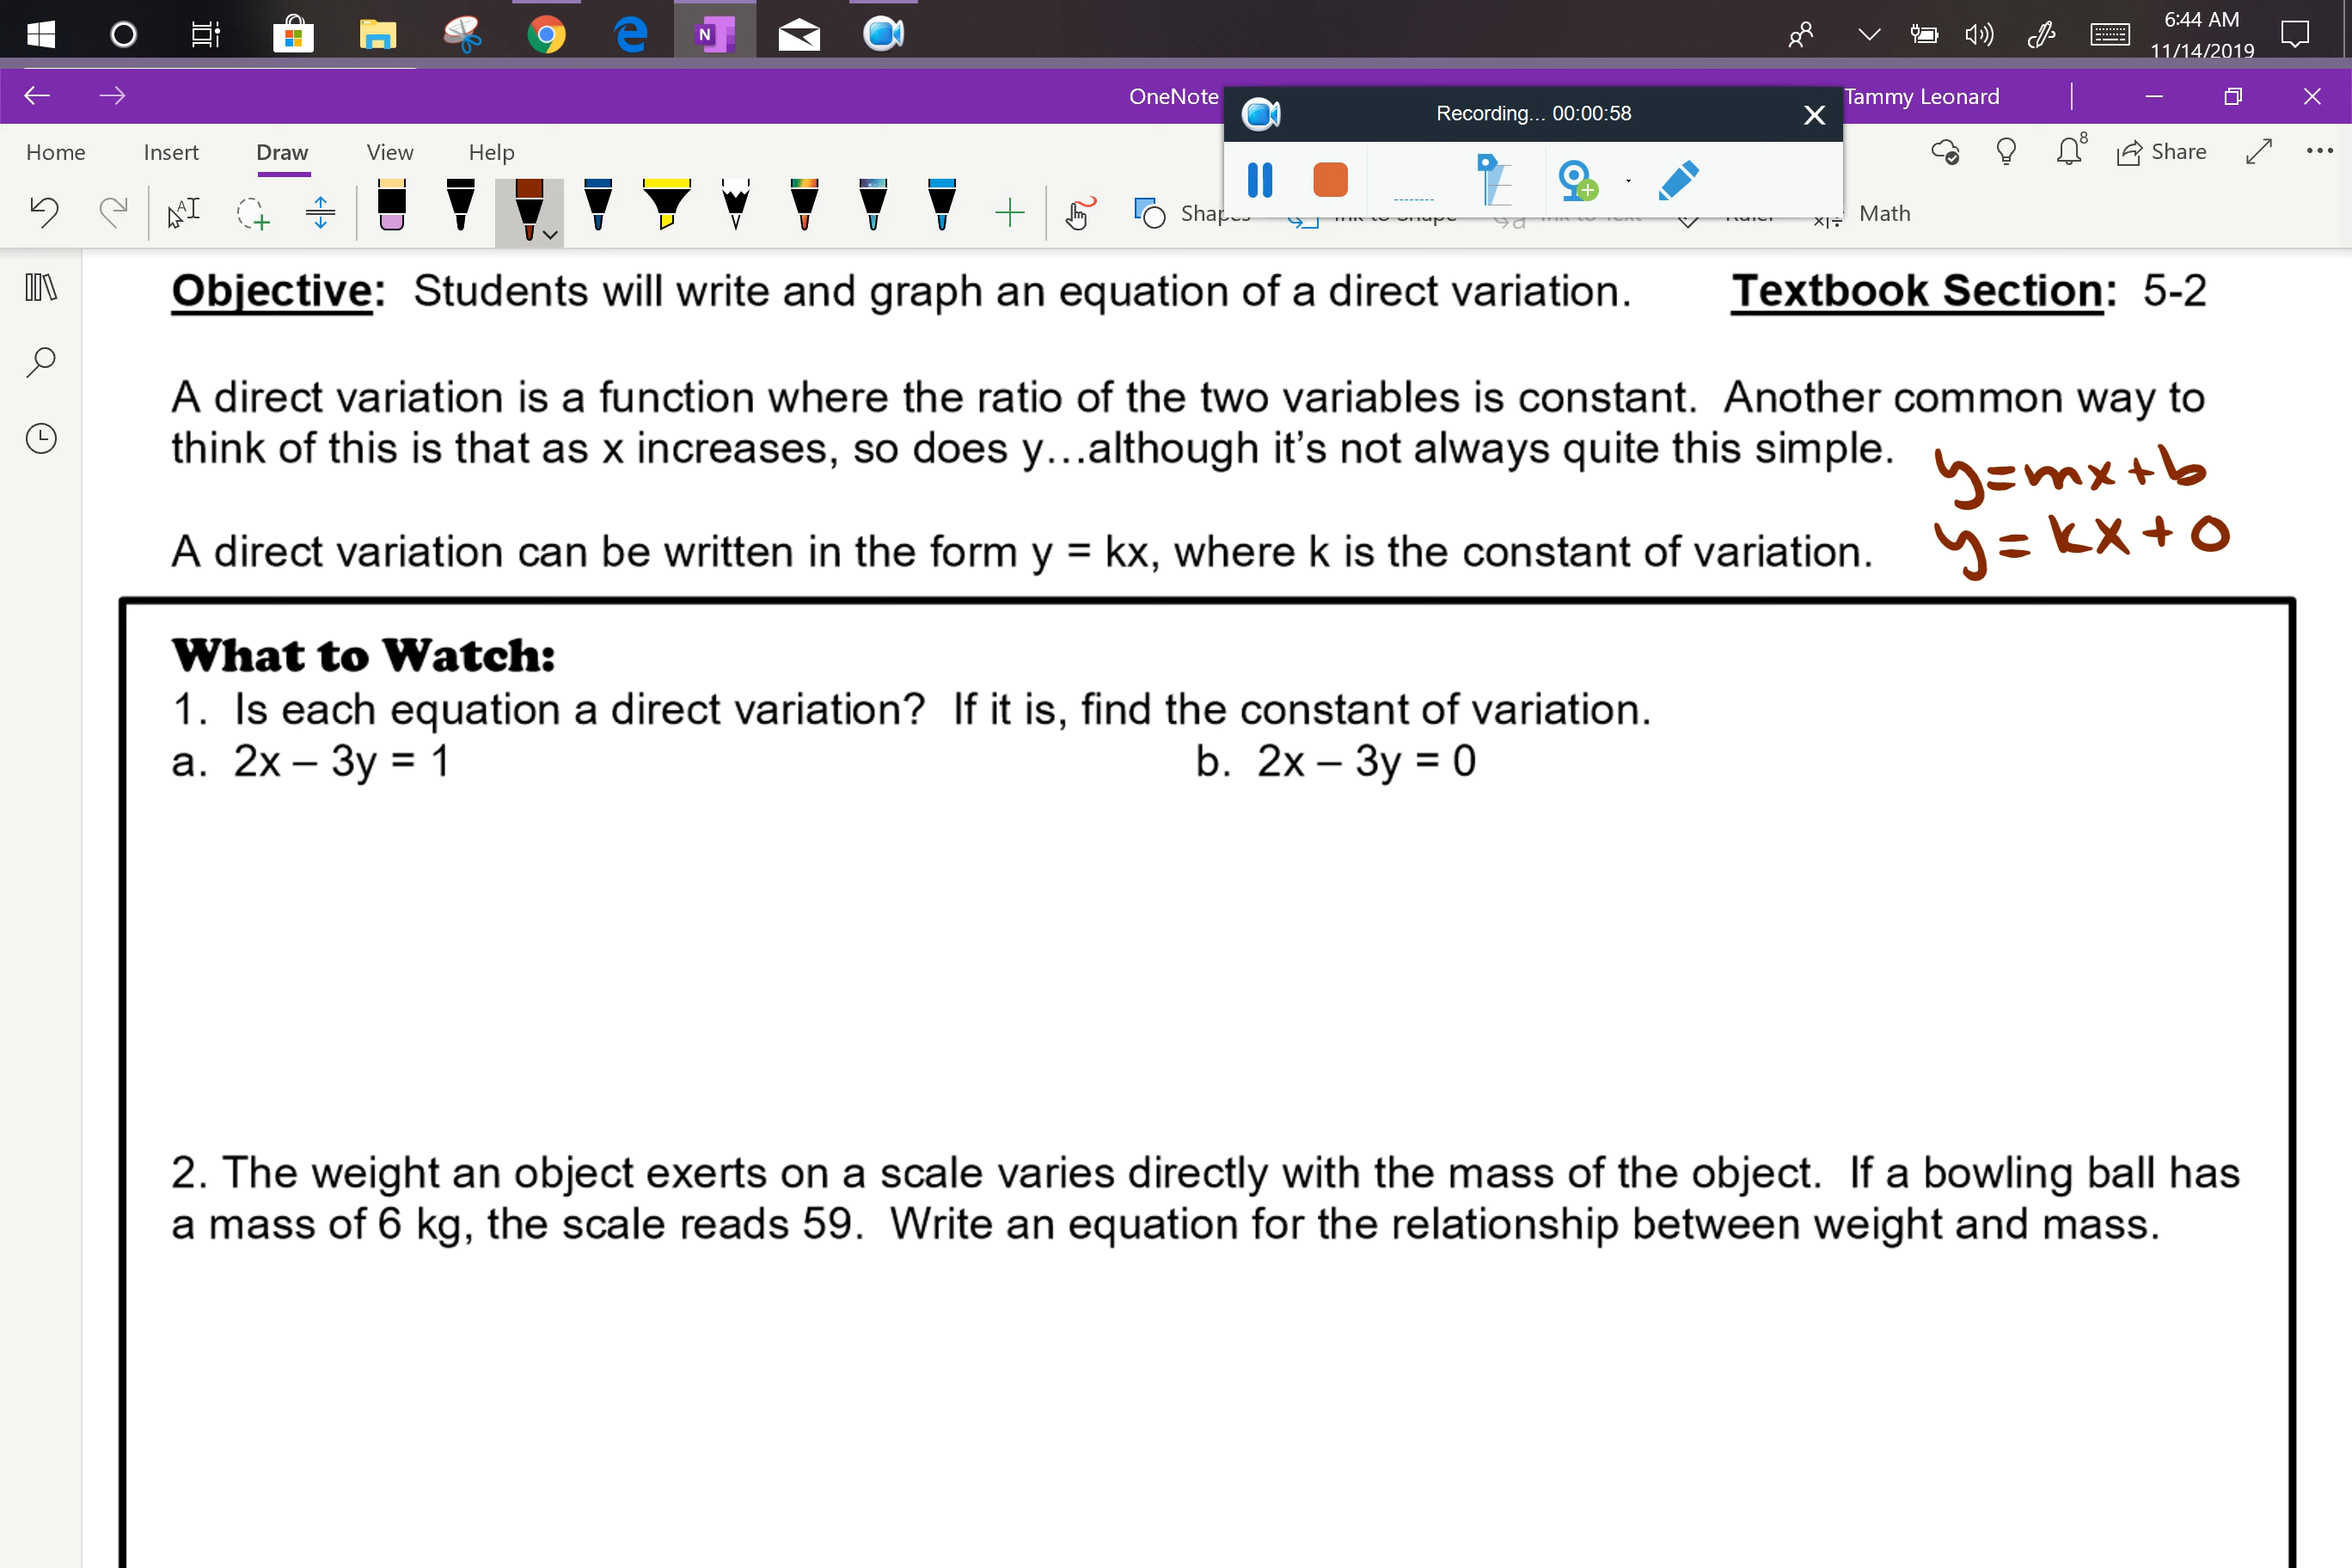 6:44 AM
11/14/2019
OneNote
Recording... 00:00:58
Tammy Leonard
Home Insert Draw View Help
8
Share
Shapes
Math
Objective: Students will write and graph an equation of a direct variation. Textbook Section: 5-2
A direct variation is a function where the ratio of the two variables is constant. Another common way to
think of this is that as x increases, so does y…although it's not always quite this simple.
y=mx+b
A direct variation can be written in the form y = kx, where k is the constant of variation.
y=kx+0
What to Watch:
1. Is each equation a direct variation? If it is, find the constant of variation.
a. 2x – 3y = 1 b. 2x – 3y = 0
2. The weight an object exerts on a scale varies directly with the mass of the object. If a bowling ball has
a mass of 6 kg, the scale reads 59. Write an equation for the relationship between weight and mass.